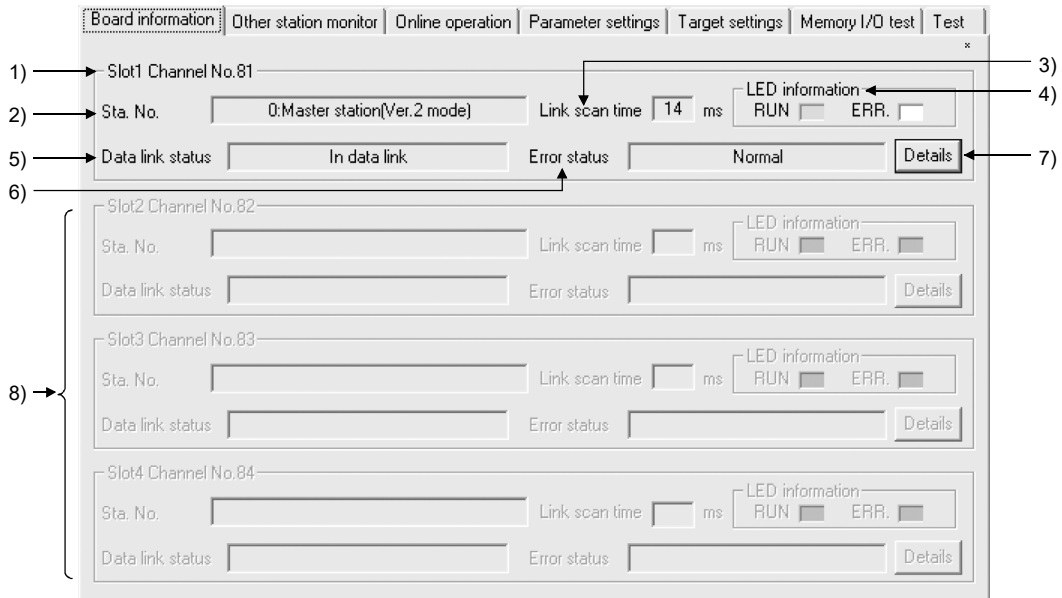 Board information Other station monitor Online operation Parameter settings Target settings Memory I/O test Test
*
1) Slot1 Channel No.81
3)
LED information 4)
2) Sta. No. 0:Master station(Ver.2 mode) Link scan time 14 ms RUN ERR.
5) Data link status In data link Error status Normal Details 7)
6)
Slot2 Channel No.82
LED information
Sta. No. Link scan time ms RUN ERR.
Data link status Error status Details
Slot3 Channel No.83
LED information
Sta. No. Link scan time ms RUN ERR.
8)
Data link status Error status Details
Slot4 Channel No.84
LED information
Sta. No. Link scan time ms RUN ERR.
Data link status Error status Details